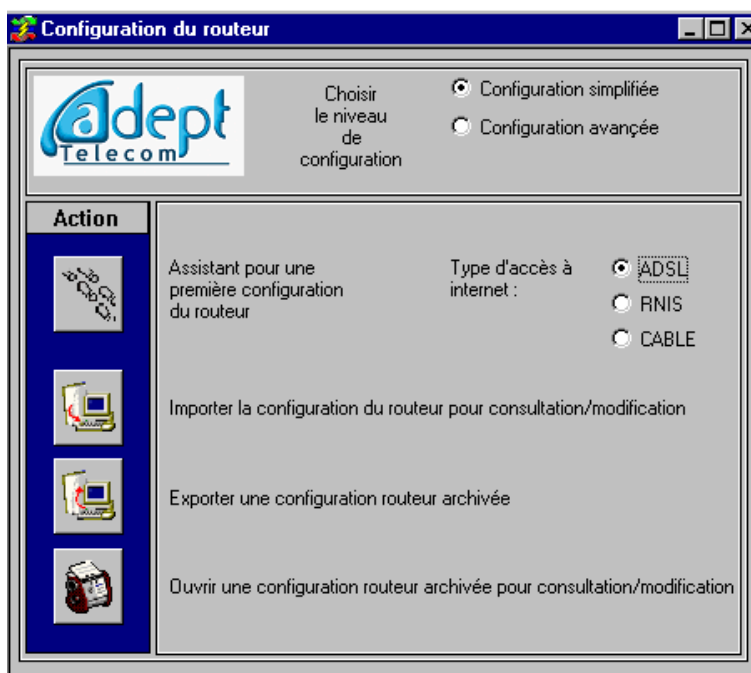 Configuration du routeur
adept
Telecom
Choisir
le niveau
de
configuration
Configuration simplifiée
Configuration avançée
Action
Assistant pour une
première configuration
du routeur
Type d'accès à
internet :
ADSL
RNIS
CABLE
Importer la configuration du routeur pour consultation/modification
Exporter une configuration routeur archivée
Ouvrir une configuration routeur archivée pour consultation/modification